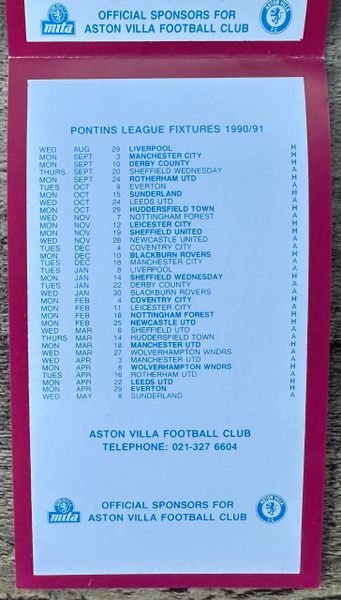 mita
OFFICIAL SPONSORS FOR
ASTON VILLA FOOTBALL CLUB
PONTINS LEAGUE FIXTURES 1990/91
WED AUG 29 LIVERPOOL H
MON SEPT 3 MANCHESTER CITY H
MON SEPT 10 DERBY COUNTY H
THURS SEPT 20 SHEFFIELD WEDNESDAY A
MON SEPT 24 ROTHERHAM UTD H
TUES OCT 9 EVERTON A
MON OCT 15 SUNDERLAND H
WED OCT 24 LEEDS UTD A
MON OCT 29 HUDDERSFIELD TOWN H
WED NOV 7 NOTTINGHAM FOREST A
MON NOV 12 LEICESTER CITY H
MON NOV 19 SHEFFIELD UNITED H
WED NOV 28 NEWCASTLE UNITED A
TUES DEC 4 COVENTRY CITY A
MON DEC 10 BLACKBURN ROVERS H
TUES DEC 18 MANCHESTER CITY A
TUES JAN 8 LIVERPOOL A
MON JAN 14 SHEFFIELD WEDNESDAY H
TUES JAN 22 DERBY COUNTY A
WED JAN 30 BLACKBURN ROVERS A
MON FEB 4 COVENTRY CITY H
MON FEB 11 LEICESTER CITY A
MON FEB 18 NOTTINGHAM FOREST H
MON FEB 25 NEWCASTLE UTD H
WED MAR 6 SHEFFIELD UTD A
THURS MAR 14 HUDDERSFIELD TOWN A
MON MAR 18 MANCHESTER UTD H
WED MAR 27 WOLVERHAMPTON WNDRS A
WED APR 3 MANCHESTER UTD A
MON APR 8 WOLVERHAMPTON WNDRS H
TUES APR 16 ROTHERHAM UTD A
MON APR 22 LEEDS UTD H
MON APR 29 EVERTON H
WED MAY 8 SUNDERLAND A
ASTON VILLA FOOTBALL CLUB
TELEPHONE: 021-327 6604
mita
OFFICIAL SPONSORS FOR
ASTON VILLA FOOTBALL CLUB